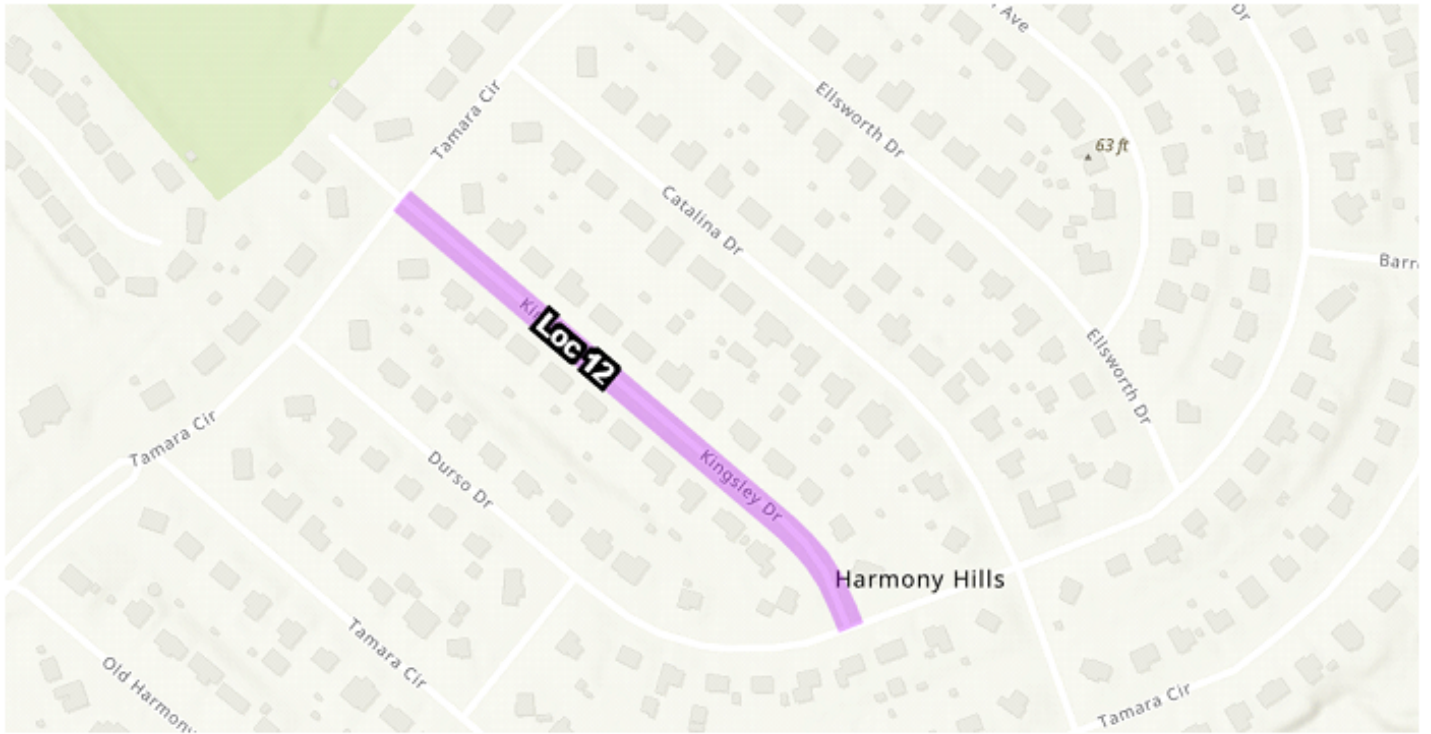 Ave
Dr
Tamara Cir
Ellsworth Dr
63 ft
Catalina Dr
Barr
Loc 12
Ellsworth Dr
Tamara Cir
Durso Dr
Kingsley Dr
Harmony Hills
Tamara Cir
Old Harmony
Tamara Cir